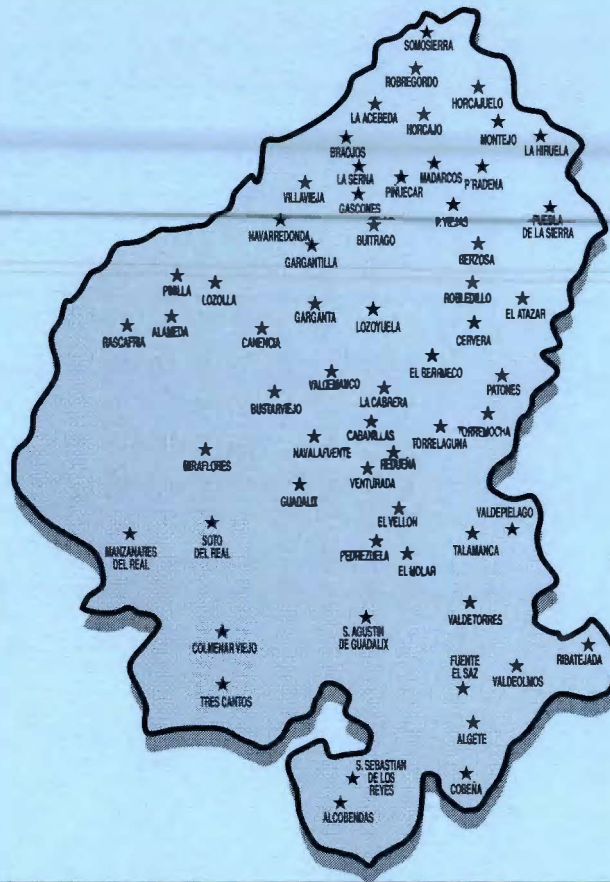 SOMOSIERRA
ROBREGORDO
HORCAJUELO
LA ACEBEDA
HORCAJO
MONTEJO
LA HIRUELA
BRAOJOS
LA SERNA
PIÑUECAR
MADARCOS
P'RADENA
VILLAVIEJA
GASCONES
P. VIEJAS
PUEBLA
DE LA SIERRA
NAVARREDONDA
BUITRAGO
GARGANTILLA
BERZOSA
PINILLA
LOZOLLA
ROBLEDILLO
EL ATAZAR
GARGANTA
LOZOYUELA
RASCAFRIA
ALAMEDA
CANENCIA
CERVERA
EL BERRVECO
VALDEMANCO
PATONES
BUSTARVIEJO
LA CABRERA
CABANILLAS
TORRELAGUNA
TORREMOCHA
NAVALAFUENTE
MIRAFLORES
REDUEÑA
VENTURADA
GUADALIX
EL VELLON
VALDEPIELAGO
MANZANARES
DEL REAL
SOTO
DEL REAL
PEDREZUELA
EL MOLAR
TALAMANCA
VALDETORRES
S. AGUSTIN
DE GUADALIX
COLMENAR VIEJO
RIBATEJADA
FUENTE
EL SAZ
VALDEOLMOS
TRES CANTOS
ALGETE
S. SEBASTIAN
DE LOS
REYES
COBEÑA
ALCOBENDAS